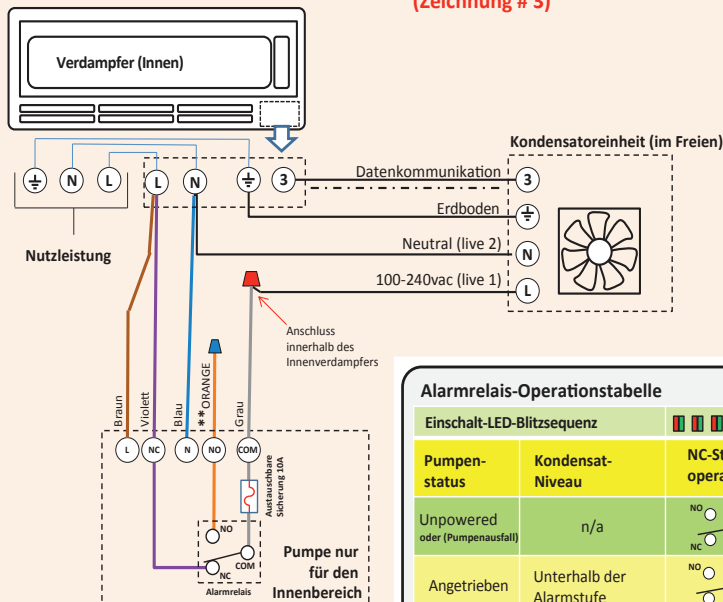 (Zeichnung # 3)
Verdampfer (Innen)
Kondensatoreinheit (im Freien)
N
L
L
N
3
Datenkommunikation
3
Erdboden
Nutzleistung
Neutral (live 2)
N
100-240vac (live 1)
L
Anschluss
innerhalb des
Innenverdampfers
Braun
Violett
Blau
**ORANGE
Grau
L
NC
N
NO
COM
Austauschbare
Sicherung 10A
NO
COM
NC
Alarmrelais
Pumpe nur
für den
Innenbereich
Alarmrelais-Operationstabelle
Einschalt-LED-Blitzsequenz
Pumpen-
status
Kondensat-
Niveau
NC-St
opera
Unpowered
oder (Pumpenausfall)
n/a
NO
NC
Angetrieben
Unterhalb der
Alarmstufe
NO